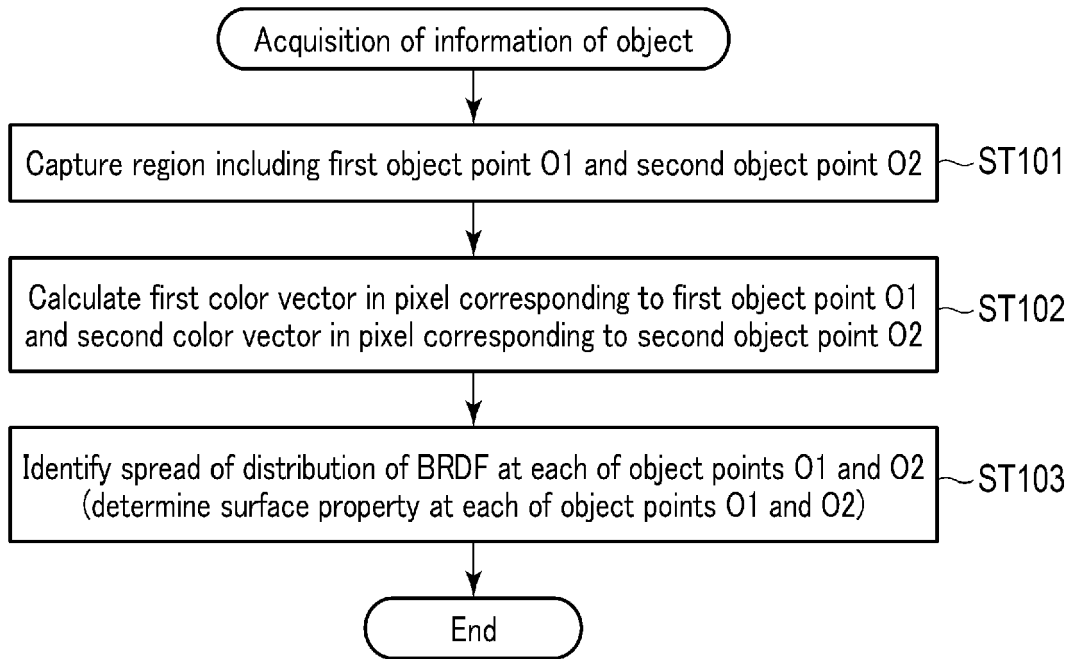 Acquisition of information of object
Capture region including first object point O1 and second object point O2
ST101
Calculate first color vector in pixel corresponding to first object point O1
and second color vector in pixel corresponding to second object point O2
ST102
Identify spread of distribution of BRDF at each of object points O1 and O2
(determine surface property at each of object points O1 and O2)
ST103
End